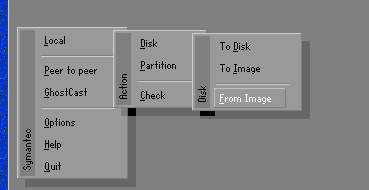 Local
Peer to peer
GhostCast
Options
Help
Quit
Symantec
Disk
Partition
Check
Action
To Disk
To Image
From Image
Disk